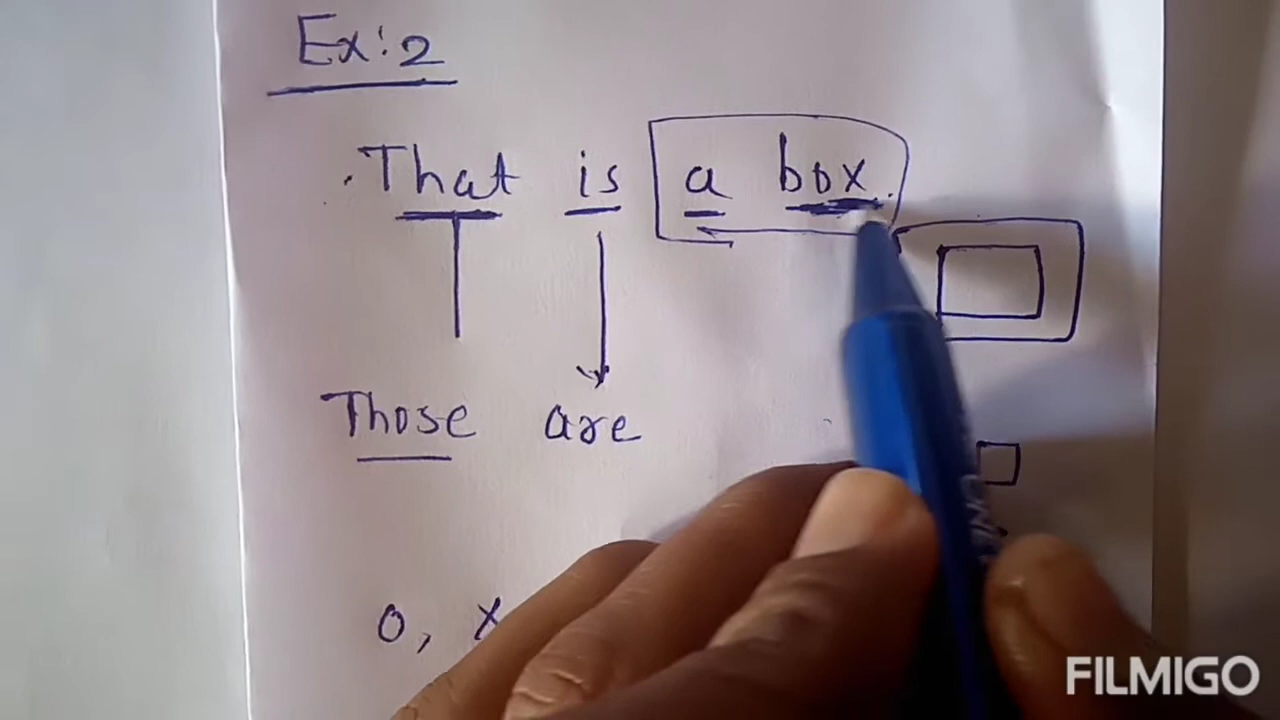 Ex:2
That is a box.
Those are
o, x
FILMIGO